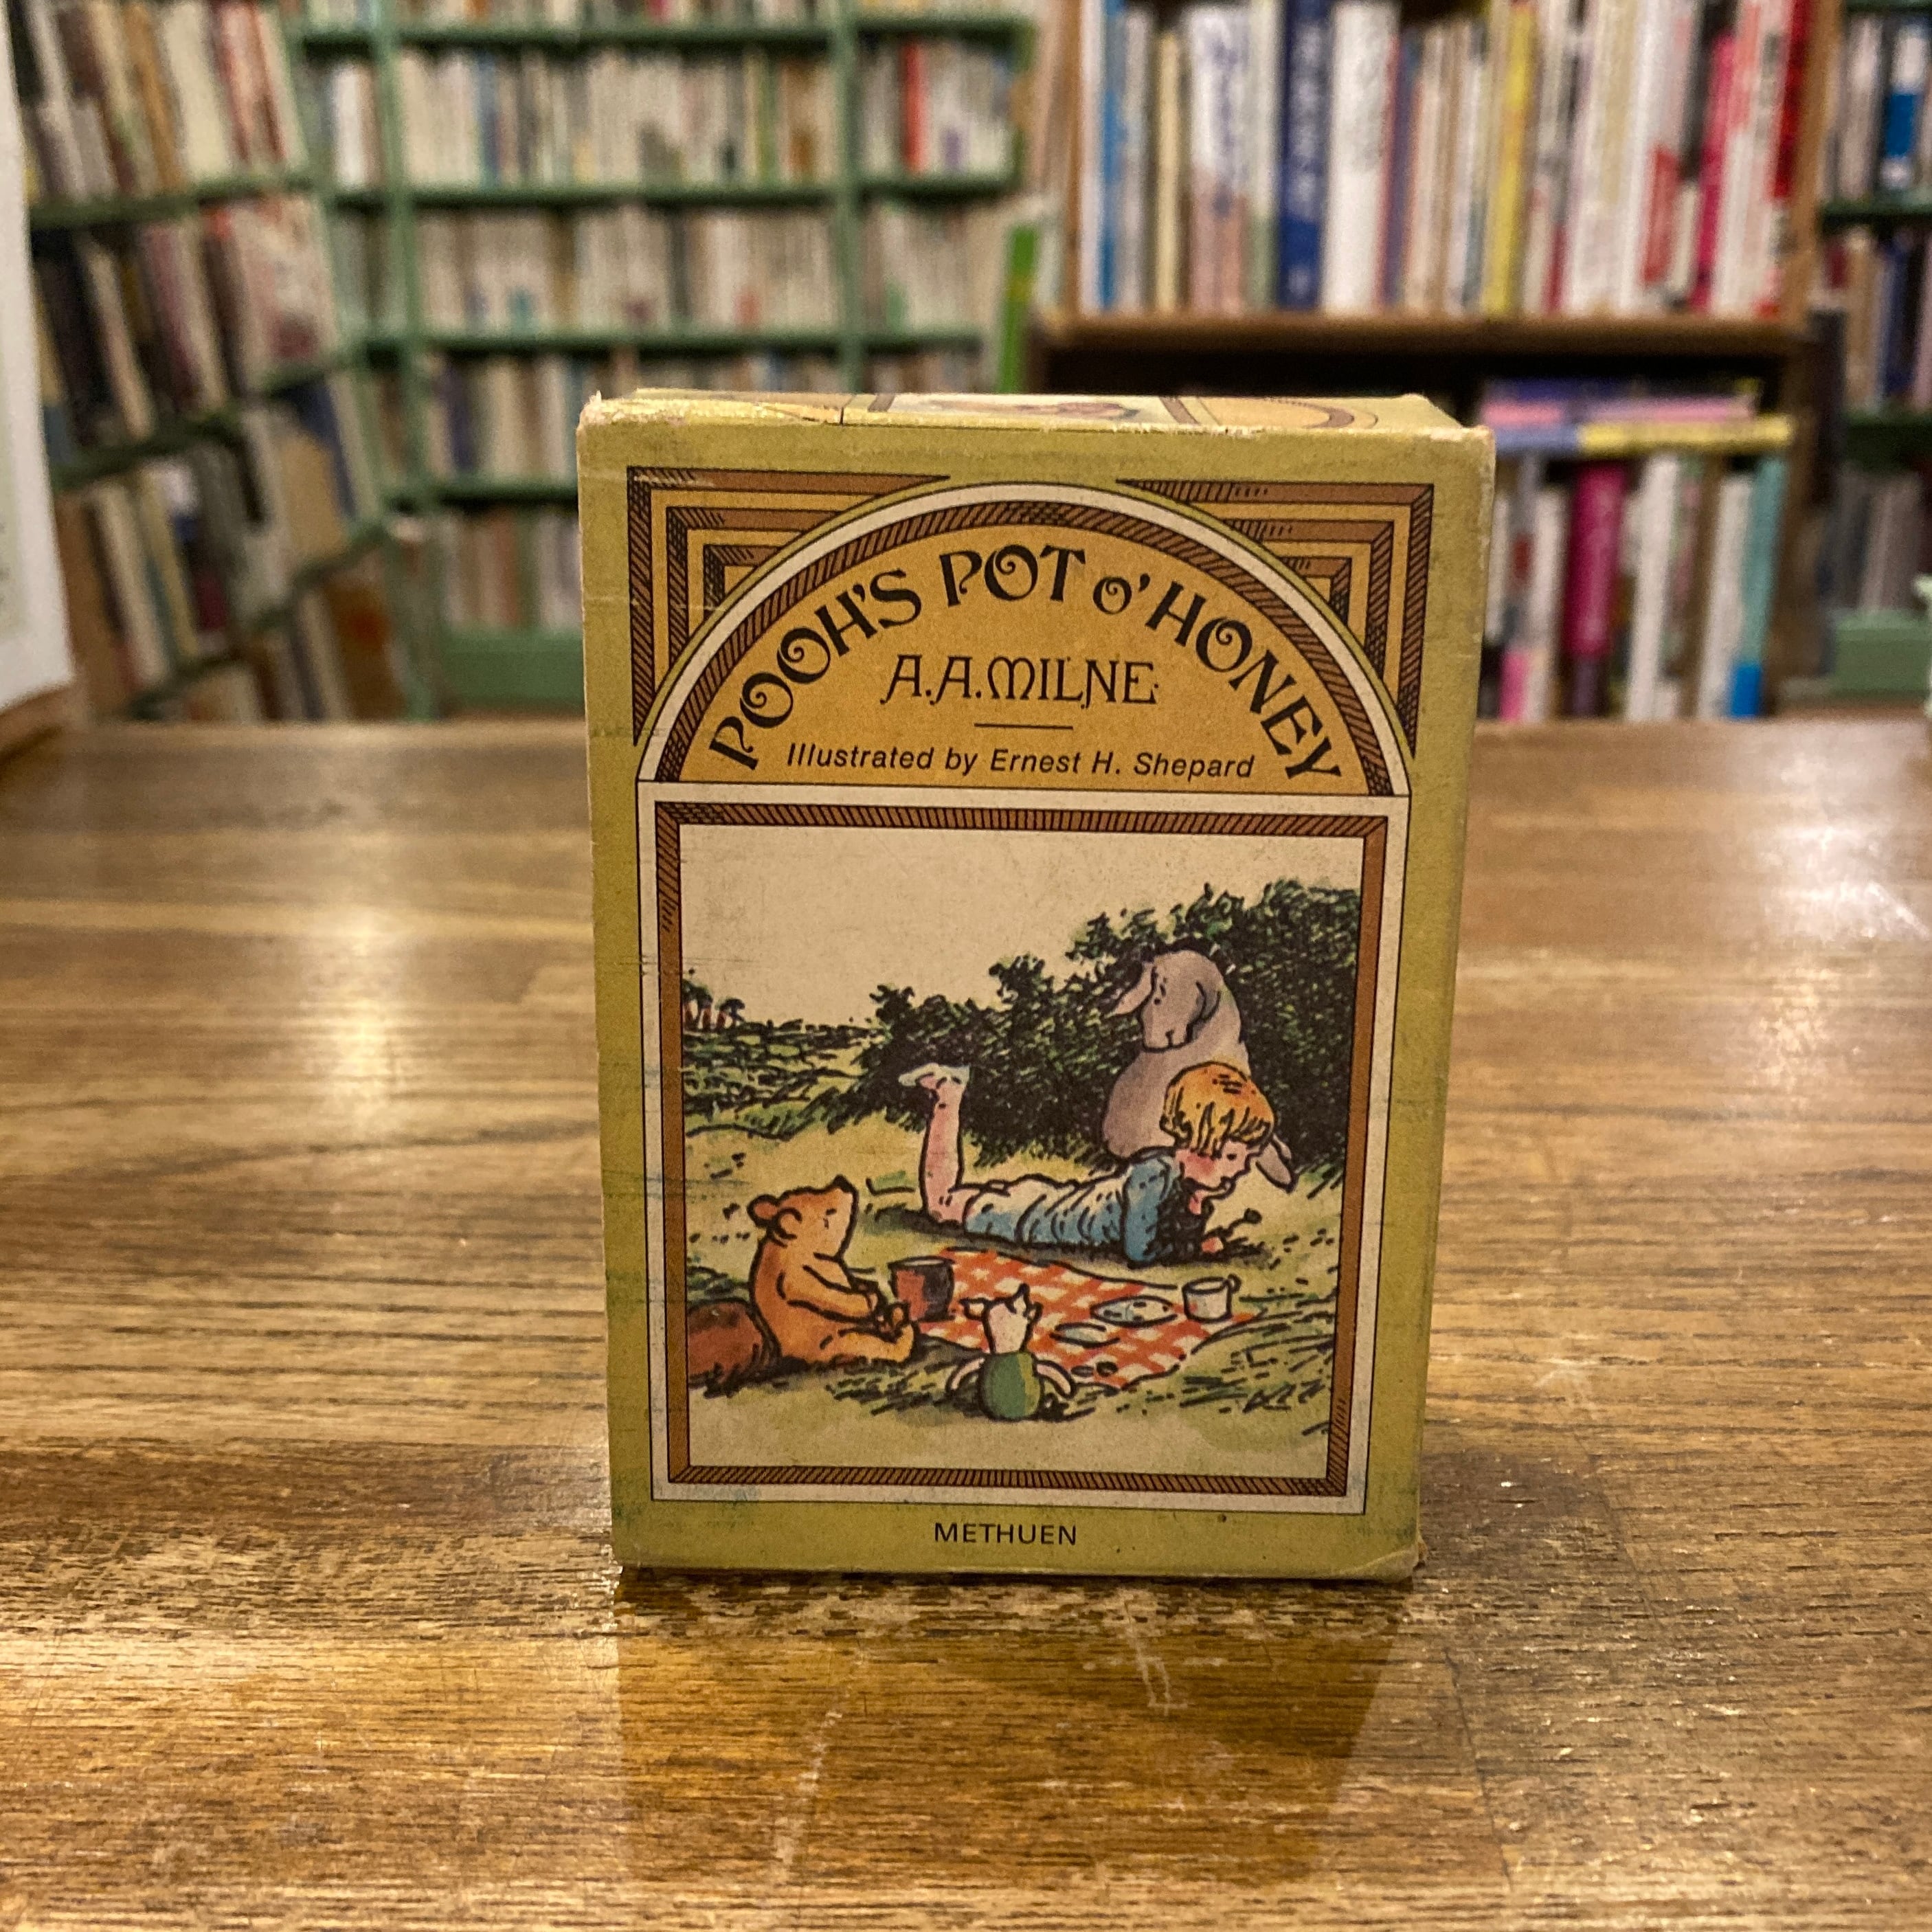 POOH'S POT O' HONEY
A.A.MILNE
Illustrated by Ernest H. Shepard
METHUEN